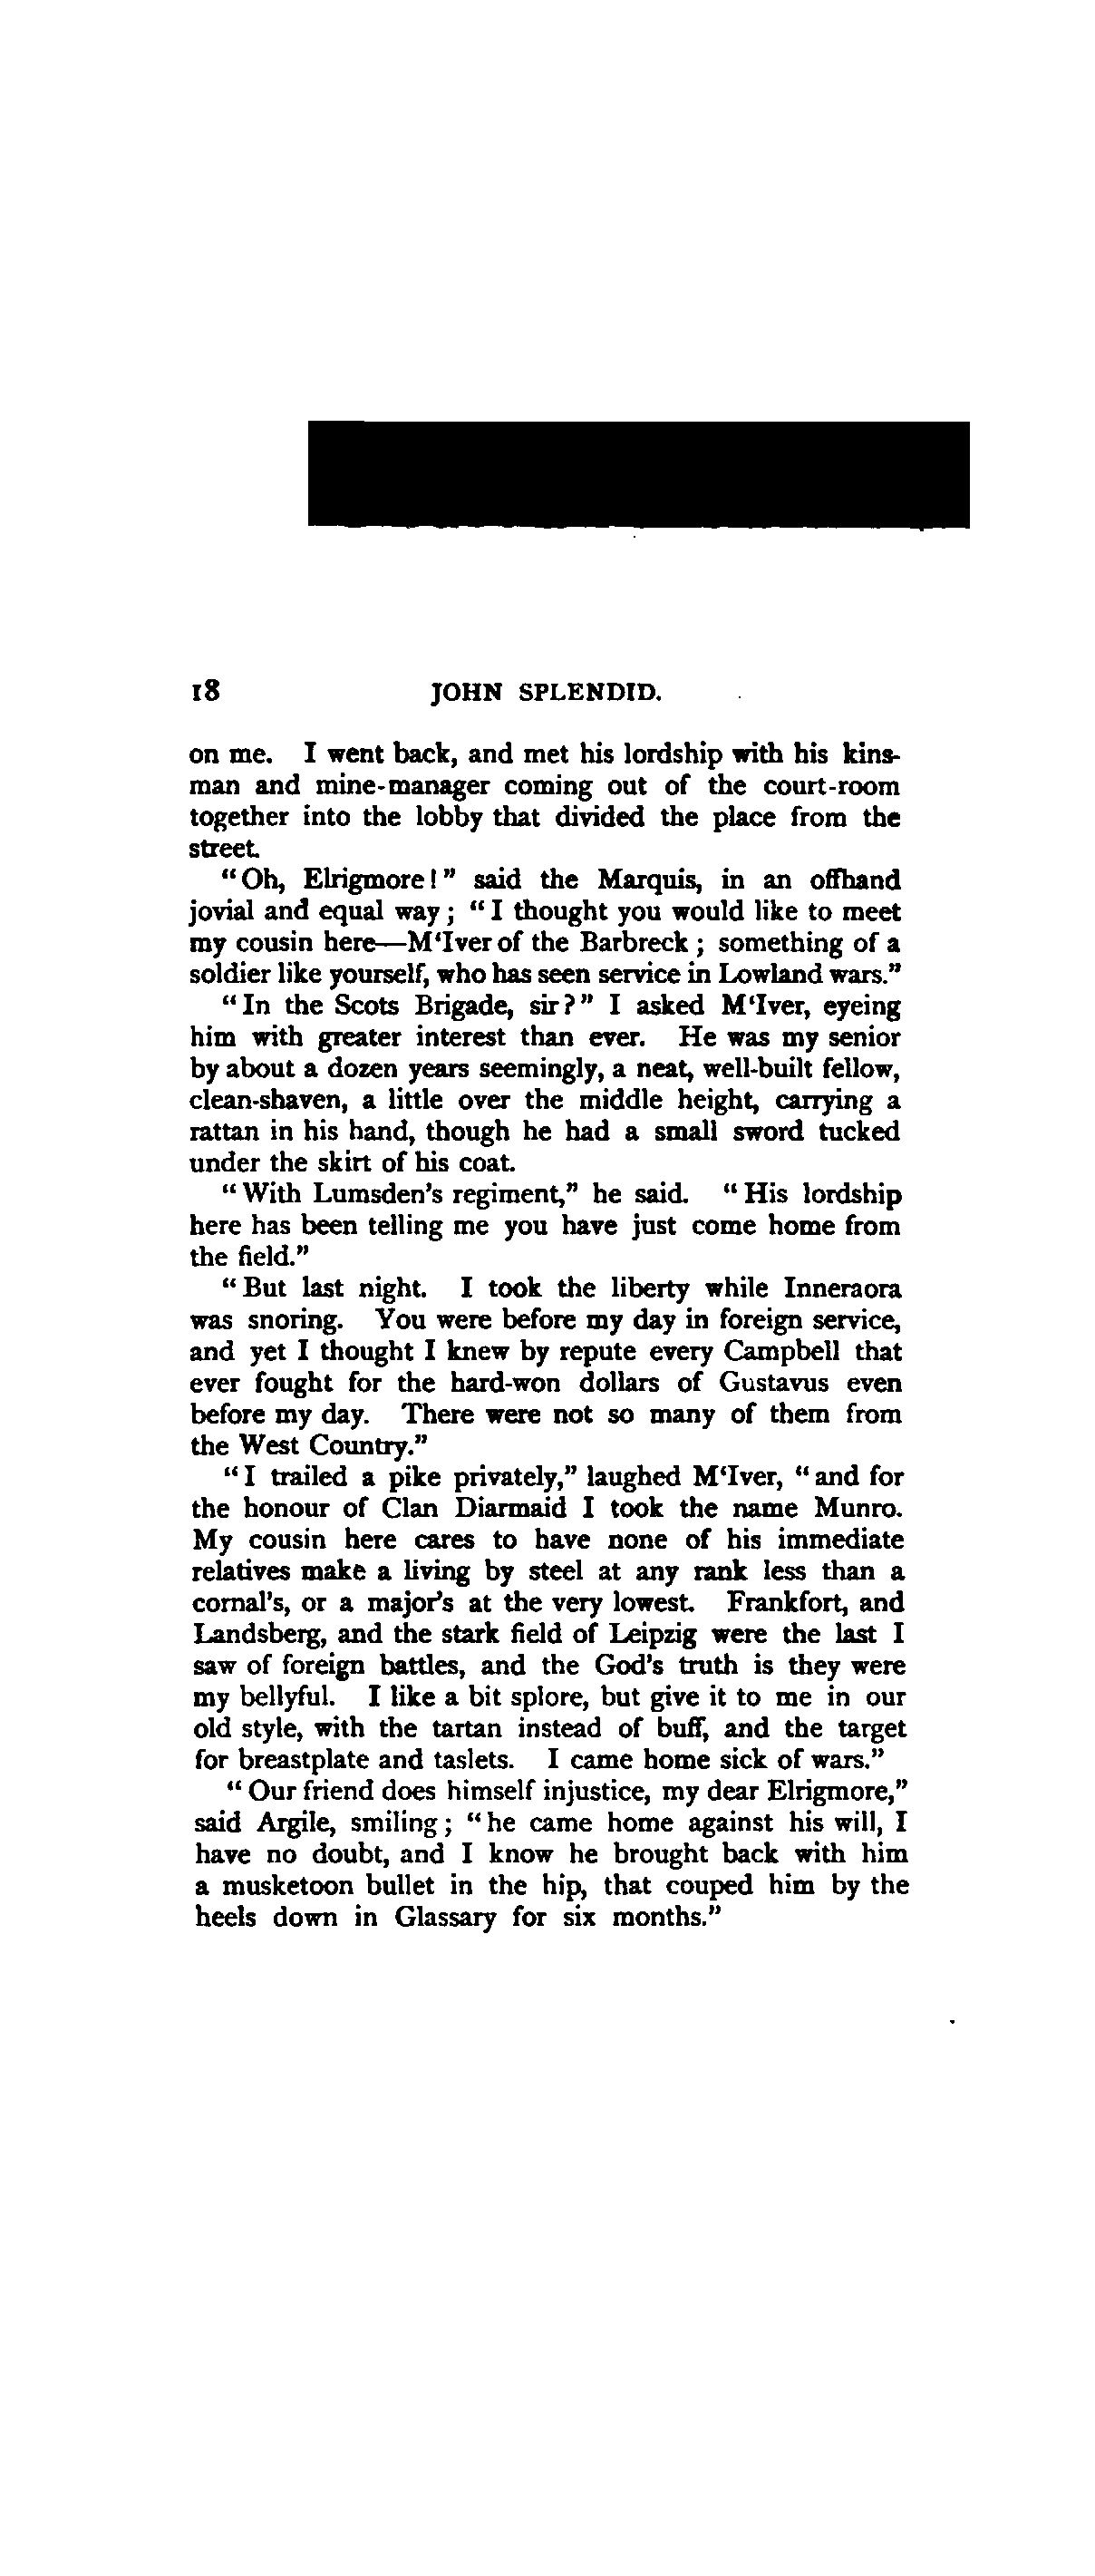 18 JOHN SPLENDID.
on me. I went back, and met his lordship with his kins-
man and mine-manager coming out of the court-room
together into the lobby that divided the place from the
street.
"Oh, Elrigmore!" said the Marquis, in an offhand
jovial and equal way; "I thought you would like to meet
my cousin here—M‘Iver of the Barbreck; something of a
soldier like yourself, who has seen service in Lowland wars."
"In the Scots Brigade, sir?" I asked M‘Iver, eyeing
him with greater interest than ever. He was my senior
by about a dozen years seemingly, a neat, well-built fellow,
clean-shaven, a little over the middle height, carrying a
rattan in his hand, though he had a small sword tucked
under the skirt of his coat.
"With Lumsden's regiment," he said. "His lordship
here has been telling me you have just come home from
the field."
"But last night. I took the liberty while Inneraora
was snoring. You were before my day in foreign service,
and yet I thought I knew by repute every Campbell that
ever fought for the hard-won dollars of Gustavus even
before my day. There were not so many of them from
the West Country."
"I trailed a pike privately," laughed M‘Iver, "and for
the honour of Clan Diarmaid I took the name Munro.
My cousin here cares to have none of his immediate
relatives make a living by steel at any rank less than a
cornal's, or a major's at the very lowest. Frankfort, and
Landsberg, and the stark field of Leipzig were the last I
saw of foreign battles, and the God's truth is they were
my bellyful. I like a bit splore, but give it to me in our
old style, with the tartan instead of buff, and the target
for breastplate and taslets. I came home sick of wars."
"Our friend does himself injustice, my dear Elrigmore,"
said Argile, smiling; "he came home against his will, I
have no doubt, and I know he brought back with him
a musketoon bullet in the hip, that couped him by the
heels down in Glassary for six months."